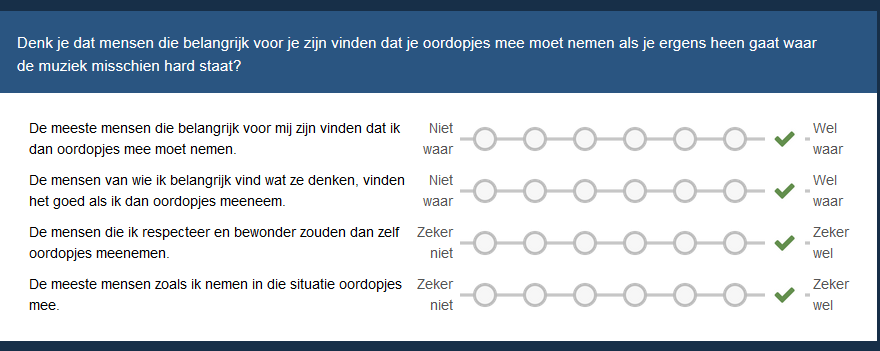 Denk je dat mensen die belangrijk voor je zijn vinden dat je oordopjes mee moet nemen als je ergens heen gaat waar
de muziek misschien hard staat?
De meeste mensen die belangrijk voor mij zijn vinden dat ik
dan oordopjes mee moet nemen.
Niet
waar
Wel
waar
De mensen van wie ik belangrijk vind wat ze denken, vinden
het goed als ik dan oordopjes meeneem.
Niet
waar
Wel
waar
De mensen die ik respecteer en bewonder zouden dan zelf
oordopjes meenemen.
Zeker
niet
Zeker
wel
De meeste mensen zoals ik nemen in die situatie oordopjes
mee.
Zeker
niet
Zeker
wel